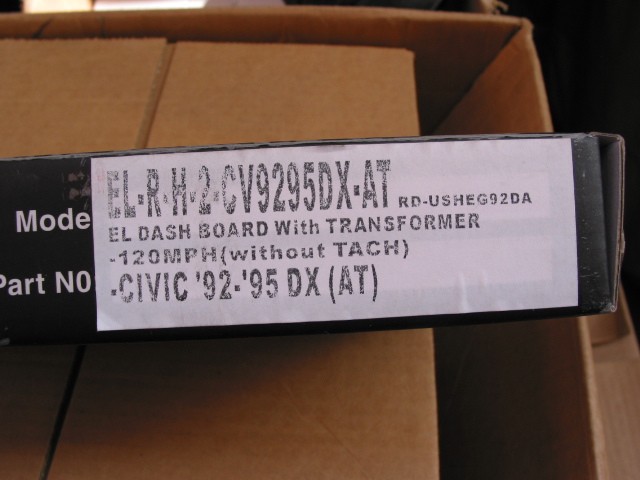 EL-R-H-2-CV9295DX-AT RD-USHEG92DA
Mode
EL DASH BOARD With TRANSFORMER
-120MPH(without TACH)
Part N0
-CIVIC '92-'95 DX (AT)